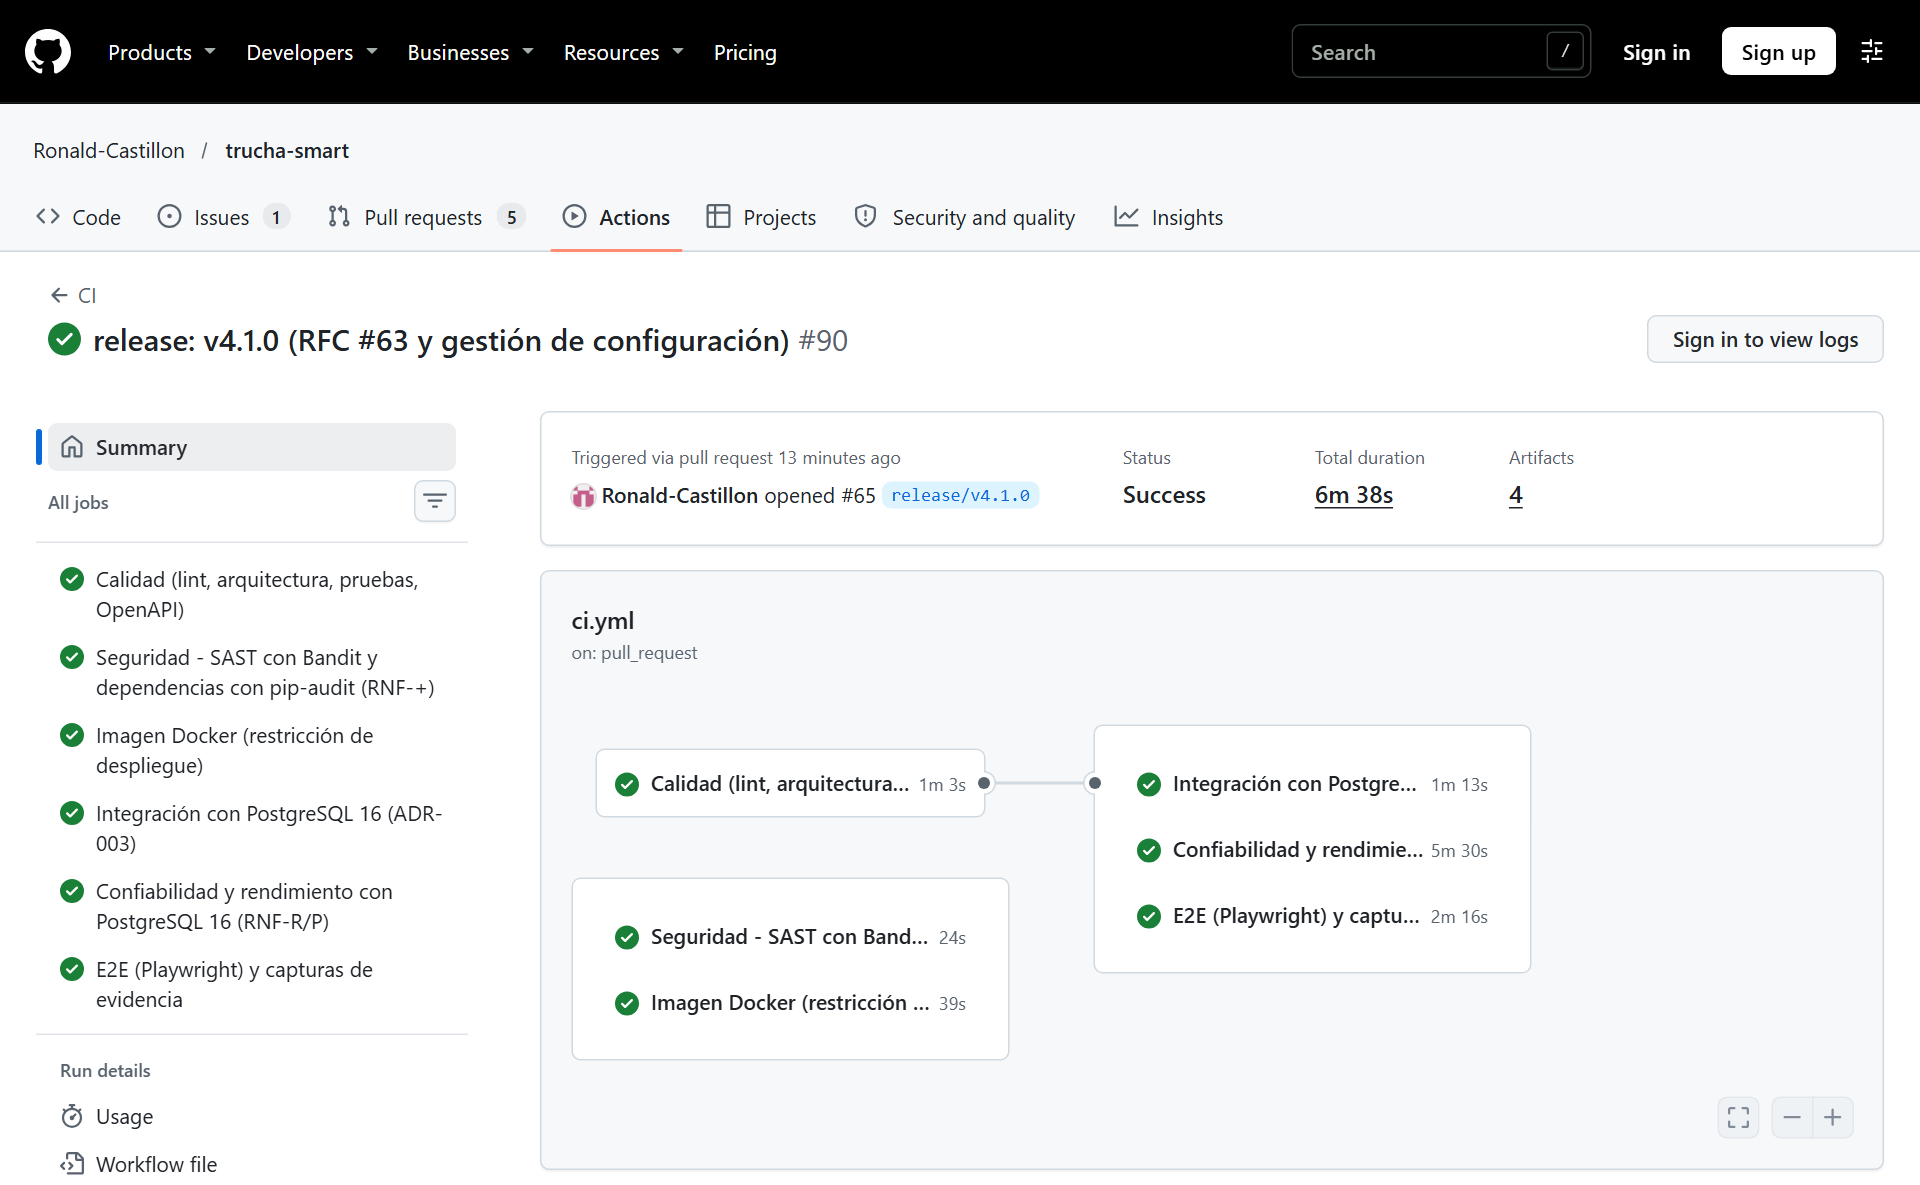 Products Developers Businesses Resources Pricing Search / Sign in Sign up
Ronald-Castillon / trucha-smart
Code Issues 1 Pull requests 5 Actions Projects Security and quality Insights
CI
release: v4.1.0 (RFC #63 y gestión de configuración) #90
Sign in to view logs
Summary
All jobs
Calidad (lint, arquitectura, pruebas,
OpenAPI)
Seguridad - SAST con Bandit y
dependencias con pip-audit (RNF-+)
Imagen Docker (restricción de
despliegue)
Integración con PostgreSQL 16 (ADR-
003)
Confiabilidad y rendimiento con
PostgreSQL 16 (RNF-R/P)
E2E (Playwright) y capturas de
evidencia
Run details
Usage
Workflow file
Triggered via pull request 13 minutes ago
Ronald-Castillon opened #65 release/v4.1.0
Status
Success
Total duration
6m 38s
Artifacts
4
ci.yml
on: pull_request
Calidad (lint, arquitectura... 1m 3s
Seguridad - SAST con Band... 24s
Imagen Docker (restricción ... 39s
Integración con Postgre... 1m 13s
Confiabilidad y rendimie... 5m 30s
E2E (Playwright) y captu... 2m 16s